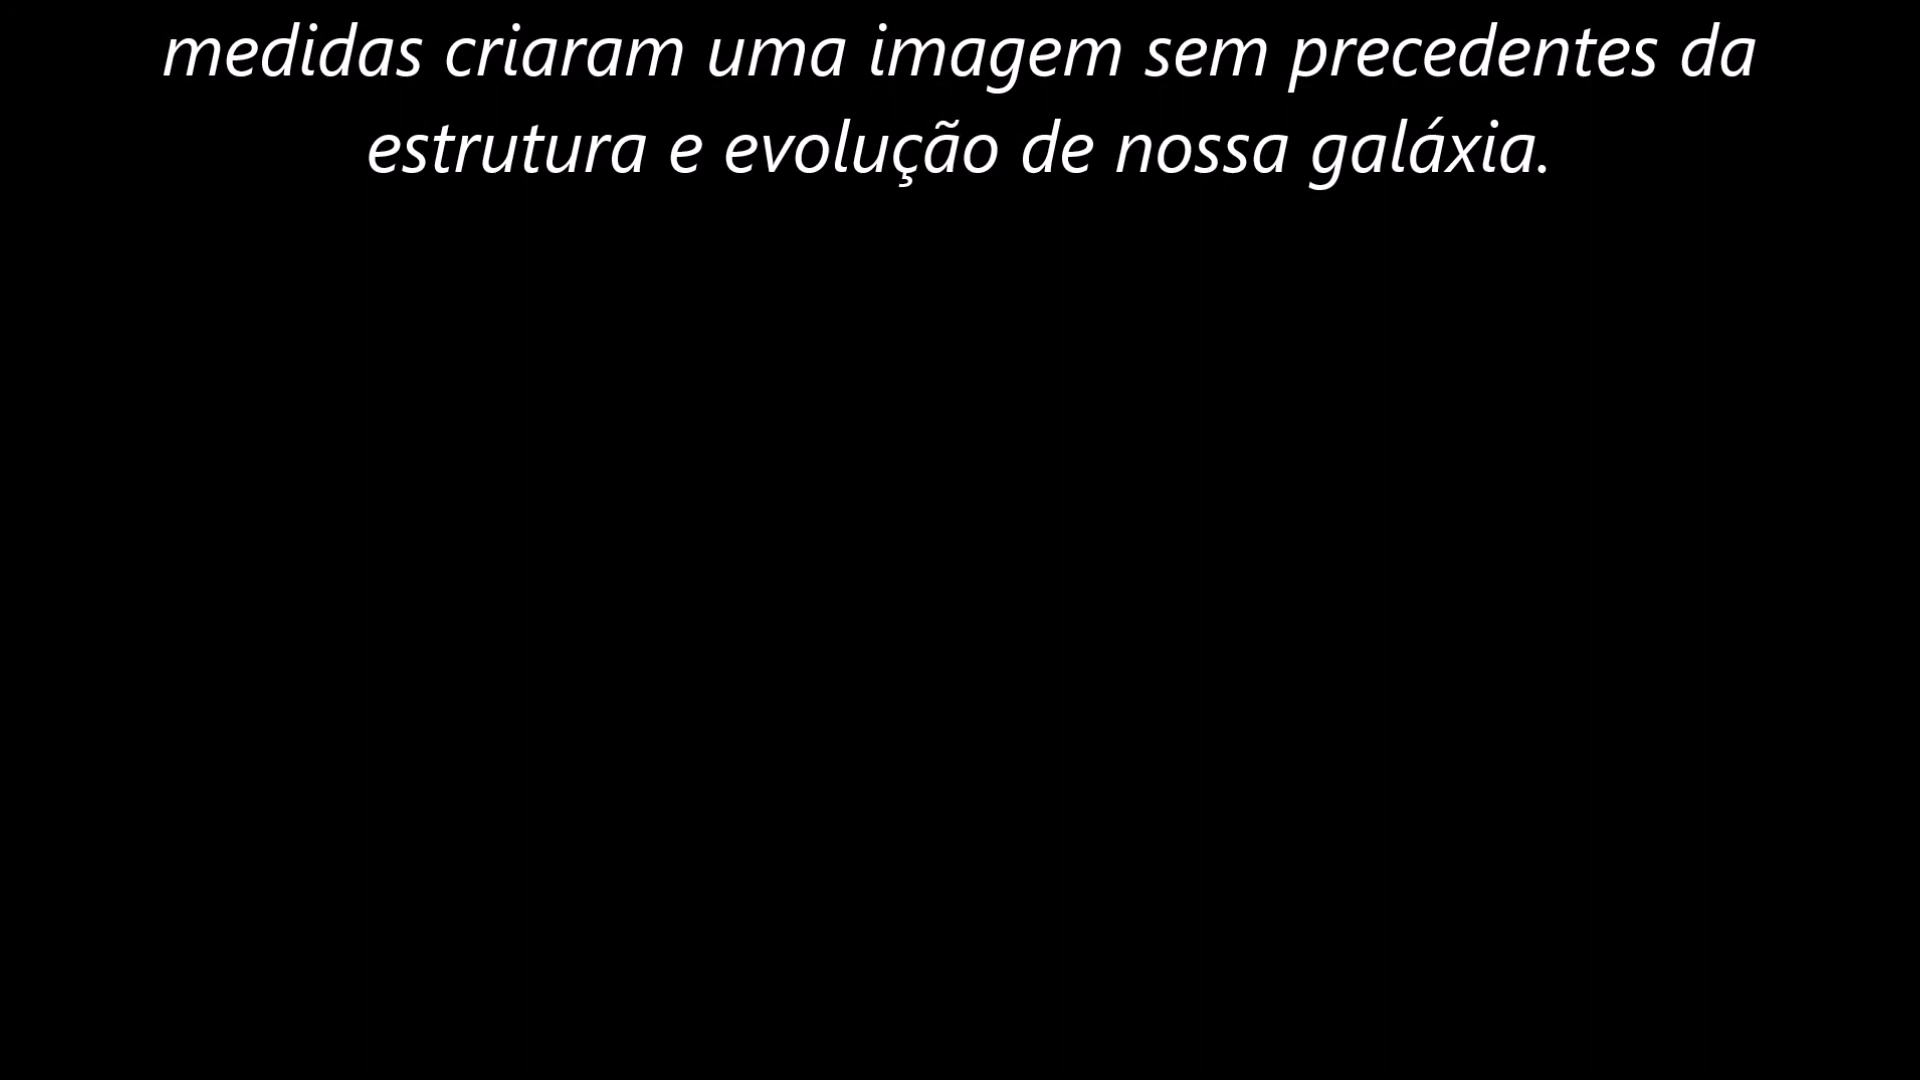 medidas criaram uma imagem sem precedentes da
estrutura e evolução de nossa galáxia.